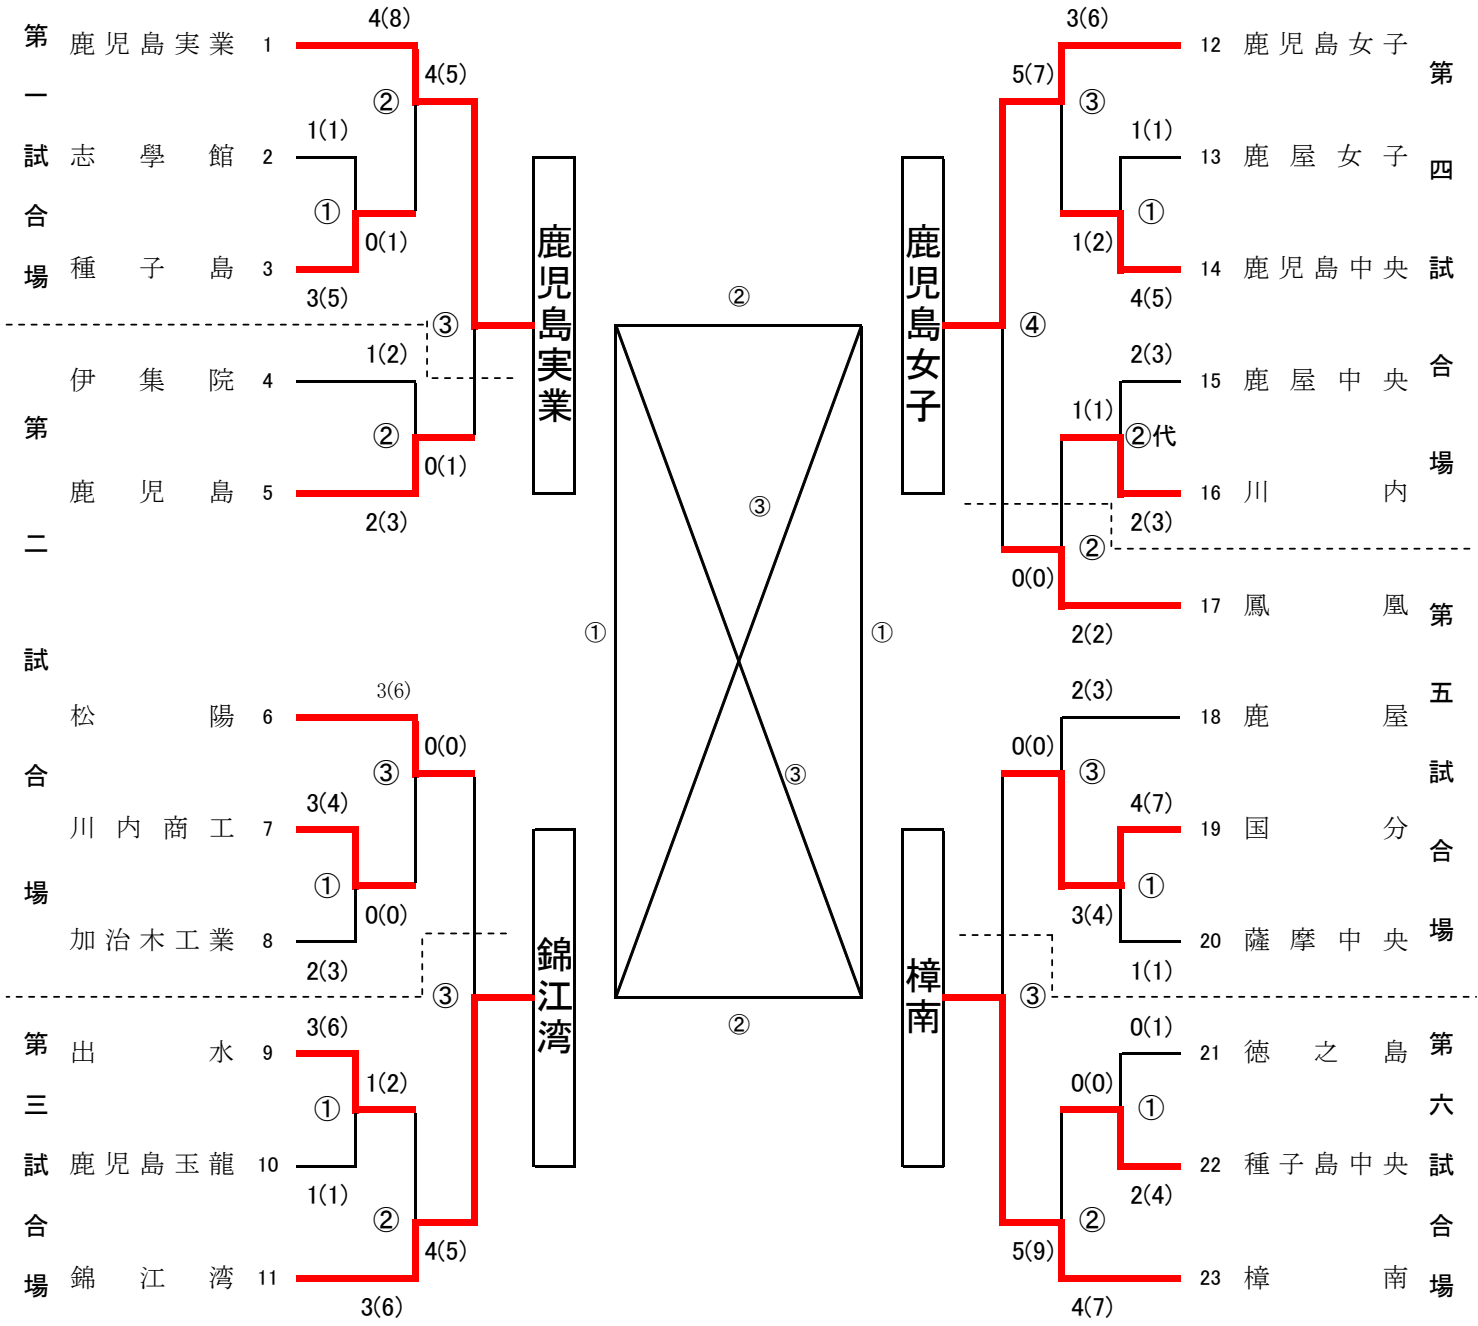 第一試合場
4(8)
鹿児島実業 1
4(5)
②
1(1)
志學館 2
①
0(1)
種子島 3
3(5)
③
第二試合場
1(2)
伊集院 4
②
0(1)
鹿児島 5
2(3)
3(6)
松陽 6
0(0)
③
3(4)
川内商工 7
①
0(0)
加治木工業 8
2(3)
③
第三試合場
3(6)
出水 9
1(2)
①
鹿児島玉龍 10
1(1)
②
4(5)
錦江湾 11
3(6)
鹿児島実業
錦江湾
②
③
①
①
③
②
鹿児島女子
樟南
第四試合場
3(6)
12 鹿児島女子
5(7)
③
1(1)
13 鹿屋女子
①
1(2)
14 鹿児島中央
4(5)
④
2(3)
15 鹿屋中央
1(1)
②代
16 川内
2(3)
②
0(0)
17 鳳凰
2(2)
第五試合場
2(3)
18 鹿屋
0(0)
③
4(7)
19 国分
①
3(4)
20 薩摩中央
1(1)
③
第六試合場
0(1)
21 徳之島
0(0)
①
22 種子島中央
2(4)
②
5(9)
23 樟南
4(7)